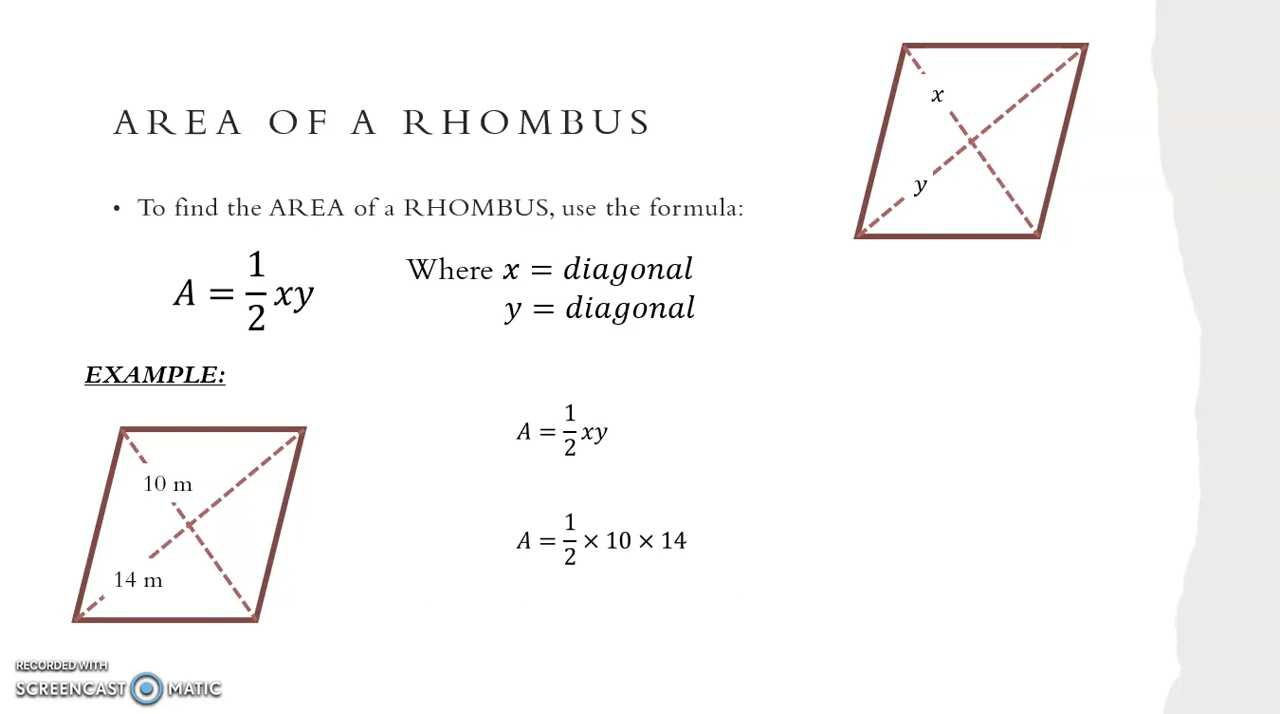 AREA OF A RHOMBUS
• To find the AREA of a RHOMBUS, use the formula:
A = 1/2 xy
Where x = diagonal
y = diagonal
x
y
EXAMPLE:
10 m
14 m
A = 1/2 xy
A = 1/2 × 10 × 14
RECORDED WITH
SCREENCAST MATIC